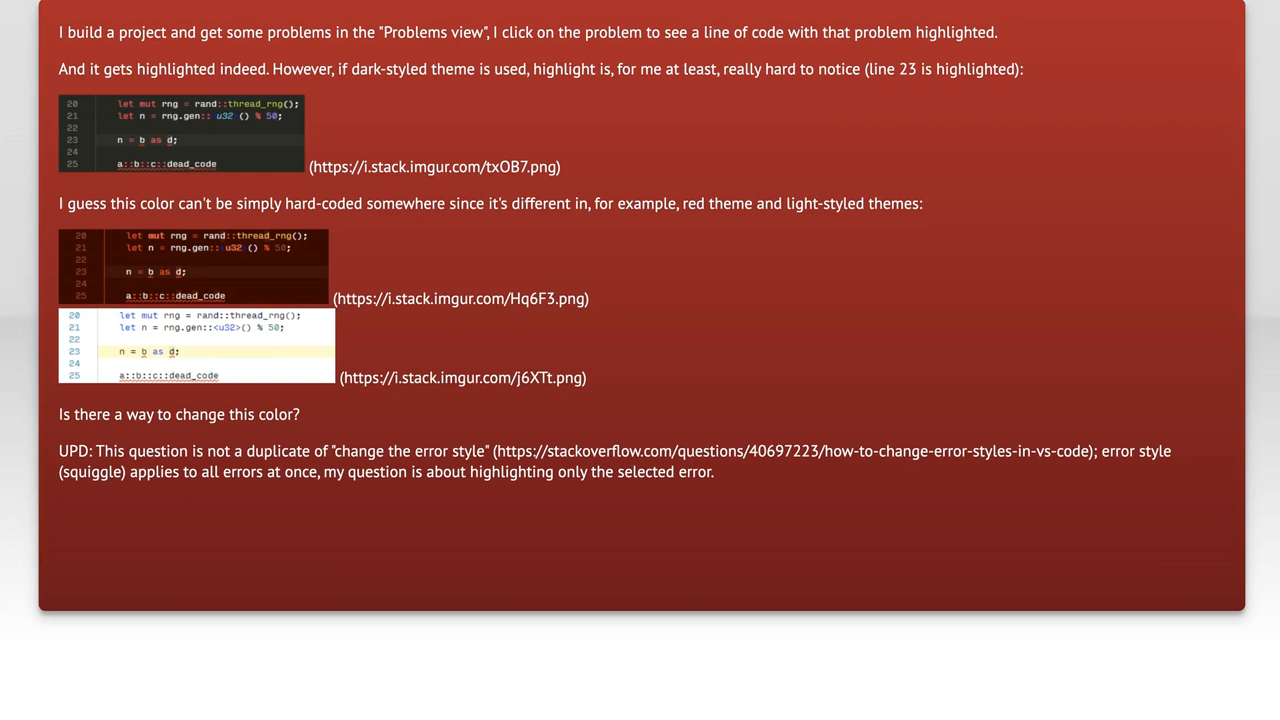 I build a project and get some problems in the "Problems view", I click on the problem to see a line of code with that problem highlighted.
And it gets highlighted indeed. However, if dark-styled theme is used, highlight is, for me at least, really hard to notice (line 23 is highlighted):
20 let mut rng = rand::thread_rng();
21 let n = rng.gen:: u32 () % 50;
22
23 n = b as d;
24
25 a::b::c::dead_code
(https://i.stack.imgur.com/txOB7.png)
I guess this color can't be simply hard-coded somewhere since it's different in, for example, red theme and light-styled themes:
20 let mut rng = rand::thread_rng();
21 let n = rng.gen::<u32>() % 50;
22
23 n = b as d;
24
25 a::b::c::dead_code
(https://i.stack.imgur.com/Hq6F3.png)
20 let mut rng = rand::thread_rng();
21 let n = rng.gen::<u32>() % 50;
22
23 n = b as d;
24
25 a::b::c::dead_code
(https://i.stack.imgur.com/j6XTt.png)
Is there a way to change this color?
UPD: This question is not a duplicate of "change the error style" (https://stackoverflow.com/questions/40697223/how-to-change-error-styles-in-vs-code); error style
(squiggle) applies to all errors at once, my question is about highlighting only the selected error.